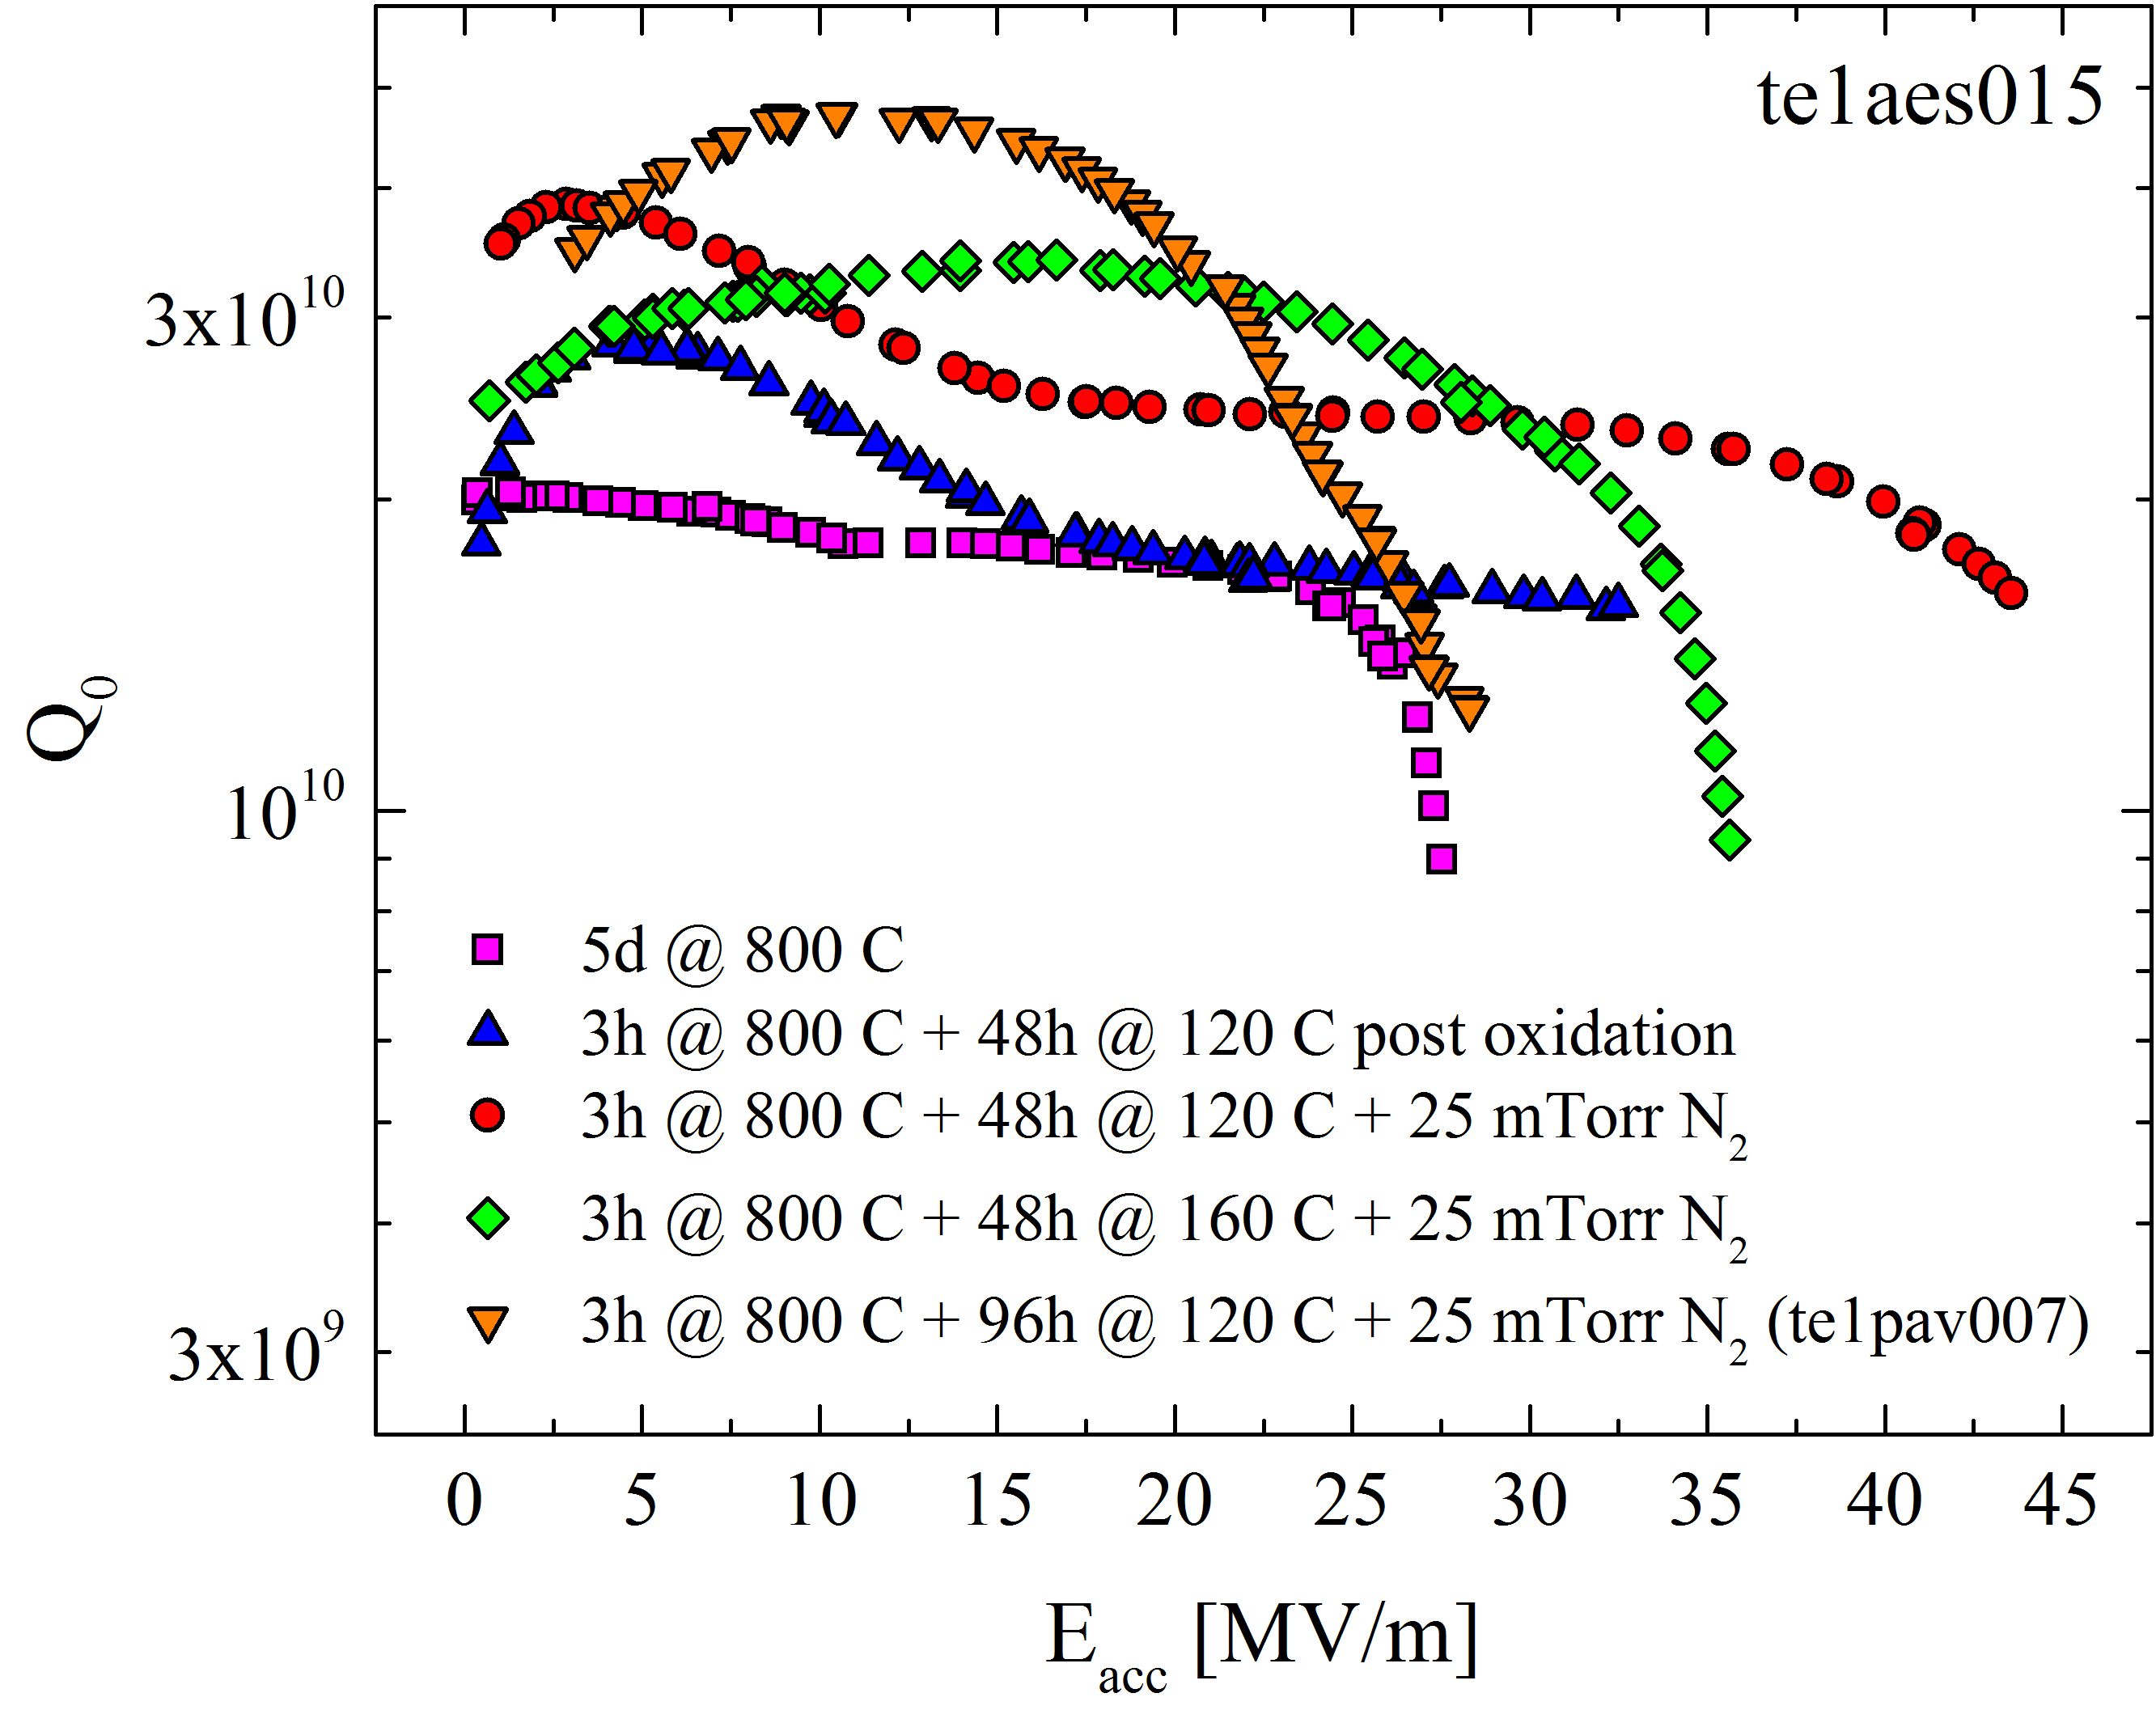 te1aes015
3x10^10
10^10
3x10^9
Q_0
5d @ 800 C
3h @ 800 C + 48h @ 120 C post oxidation
3h @ 800 C + 48h @ 120 C + 25 mTorr N_2
3h @ 800 C + 48h @ 160 C + 25 mTorr N_2
3h @ 800 C + 96h @ 120 C + 25 mTorr N_2 (te1pav007)
0 5 10 15 20 25 30 35 40 45
E_acc [MV/m]